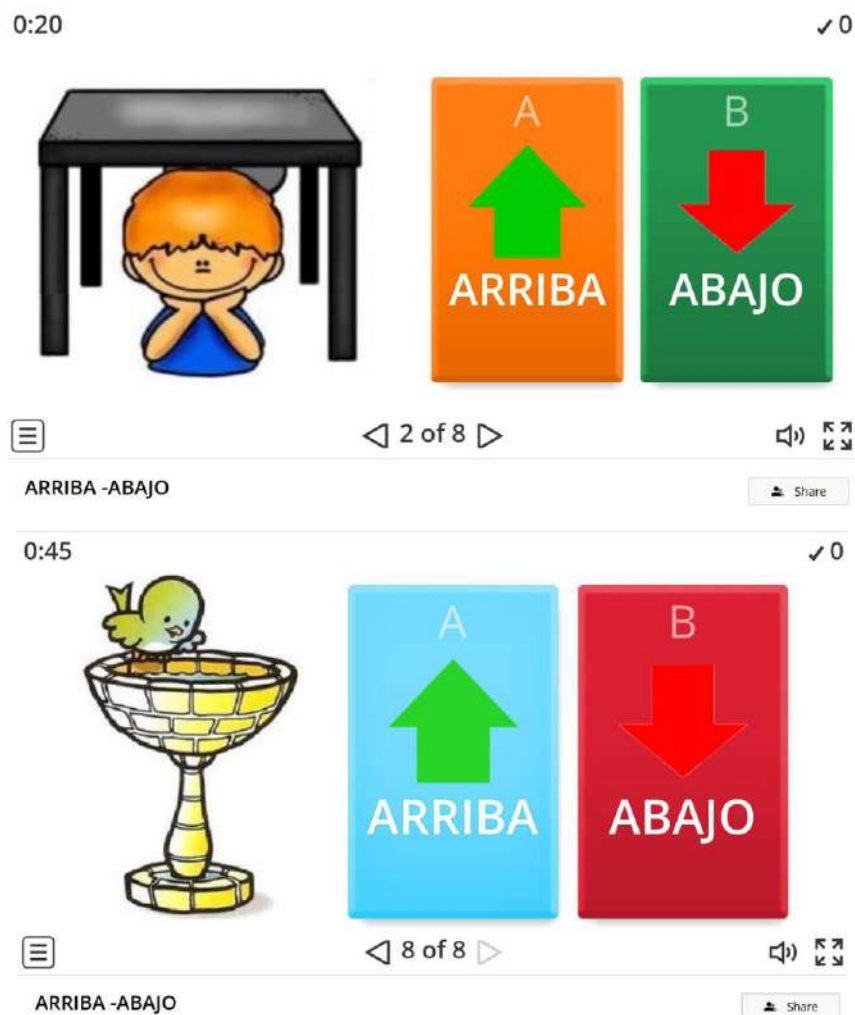 0:20
✓ 0
A
B
ARRIBA
ABAJO
2 of 8
ARRIBA -ABAJO
Share
0:45
✓ 0
A
B
ARRIBA
ABAJO
8 of 8
ARRIBA -ABAJO
Share